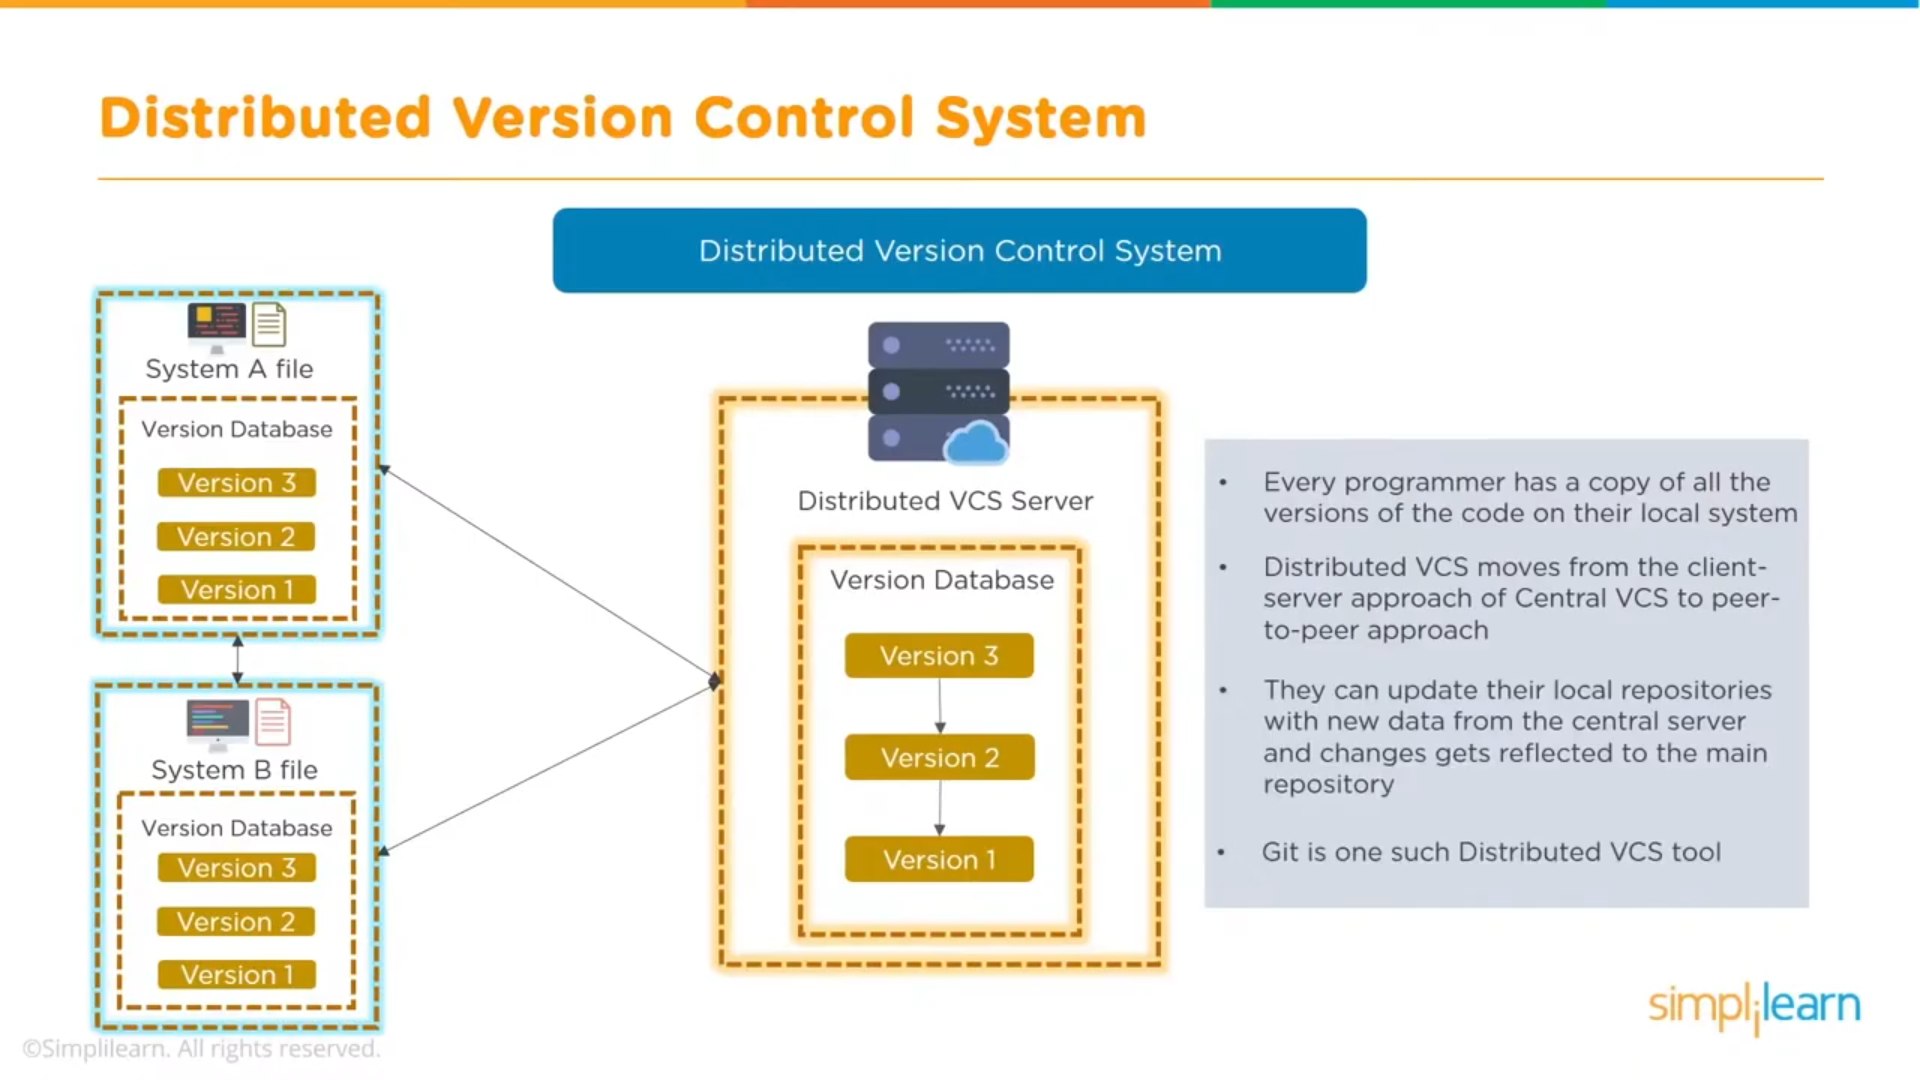 Distributed Version Control System
Distributed Version Control System
System A file
Version Database
Version 3
Version 2
Version 1
System B file
Version Database
Version 3
Version 2
Version 1
Distributed VCS Server
Version Database
Version 3
Version 2
Version 1
• Every programmer has a copy of all the
versions of the code on their local system
• Distributed VCS moves from the client-
server approach of Central VCS to peer-
to-peer approach
• They can update their local repositories
with new data from the central server
and changes gets reflected to the main
repository
• Git is one such Distributed VCS tool
simplilearn
©Simplilearn. All rights reserved.